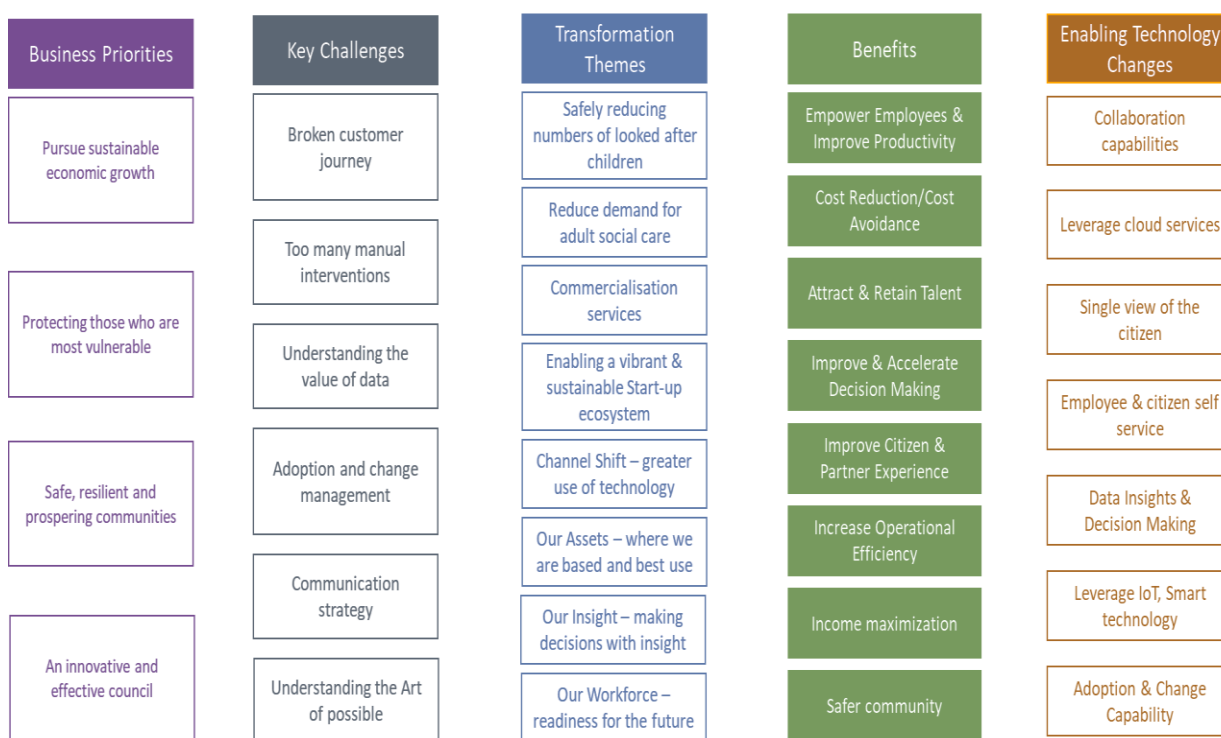 Business Priorities
Pursue sustainable
economic growth
Protecting those who are
most vulnerable
Safe, resilient and
prospering communities
An innovative and
effective council
Key Challenges
Broken customer
journey
Too many manual
interventions
Understanding the
value of data
Adoption and change
management
Communication
strategy
Understanding the Art
of possible
Transformation
Themes
Safely reducing
numbers of looked after
children
Reduce demand for
adult social care
Commercialisation
services
Enabling a vibrant &
sustainable Start-up
ecosystem
Channel Shift – greater
use of technology
Our Assets – where we
are based and best use
Our Insight – making
decisions with insight
Our Workforce –
readiness for the future
Benefits
Empower Employees &
Improve Productivity
Cost Reduction/Cost
Avoidance
Attract & Retain Talent
Improve & Accelerate
Decision Making
Improve Citizen &
Partner Experience
Increase Operational
Efficiency
Income maximization
Safer community
Enabling Technology
Changes
Collaboration
capabilities
Leverage cloud services
Single view of the
citizen
Employee & citizen self
service
Data Insights &
Decision Making
Leverage IoT, Smart
technology
Adoption & Change
Capability